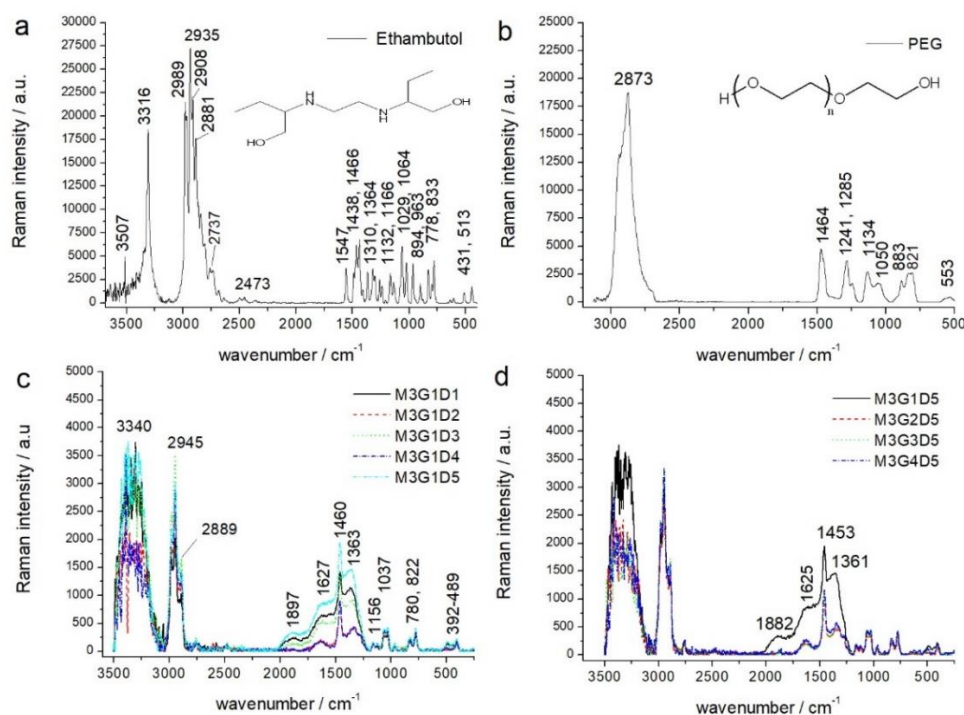 a
Ethambutol
Raman intensity / a.u.
30000
27500
25000
22500
20000
17500
15000
12500
10000
7500
5000
2500
0
3507
3316
2989
2935
2908
2881
2737
2473
1547
1438, 1466
1310, 1364
1132, 1166
1029, 1064
894, 963
778, 833
431, 513
H
N
N
H
OH
HO
3500 3000 2500 2000 1500 1000 500
wavenumber / cm-1
b
PEG
Raman intensity / a.u.
25000
22500
20000
17500
15000
12500
10000
7500
5000
2500
0
2873
1464
1241, 1285
1134
1050
883
821
553
H
O
n
O
OH
3000 2500 2000 1500 1000 500
wavenumber / cm-1
c
M3G1D1
M3G1D2
M3G1D3
M3G1D4
M3G1D5
Raman intensity / a.u
5000
4500
4000
3500
3000
2500
2000
1500
1000
500
0
3340
2945
2889
1897
1627
1460
1363
1156
1037
780, 822
392-489
3500 3000 2500 2000 1500 1000 500
wavenumber / cm-1
d
M3G1D5
M3G2D5
M3G3D5
M3G4D5
Raman intensity / a.u.
5000
4500
4000
3500
3000
2500
2000
1500
1000
500
0
1882
1625
1453
1361
3500 3000 2500 2000 1500 1000 500
wavenumber / cm-1